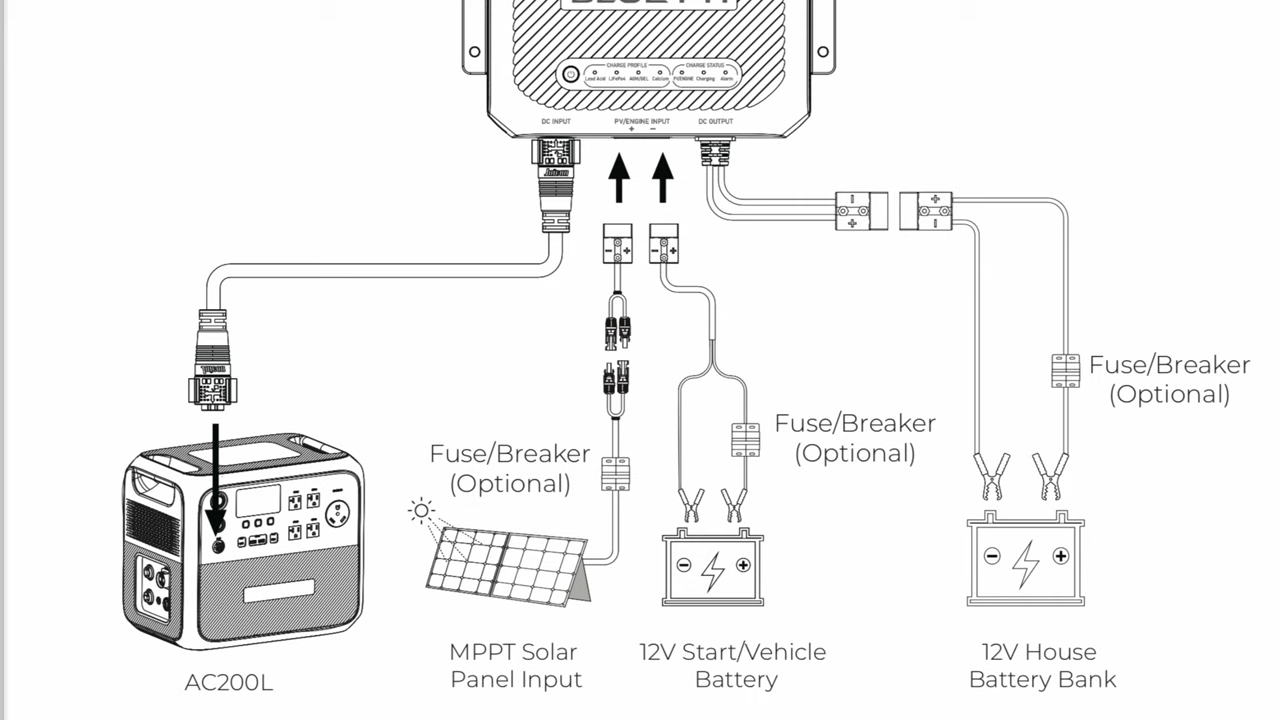 CHARGE PROFILE
CHARGE STATUS
Lead Acid LiFePo4 AGM/GEL Calcium PV/ENGINE Charging Alarm
DC INPUT
PV/ENGINE INPUT
DC OUTPUT
+ −
Fuse/Breaker
(Optional)
Fuse/Breaker
(Optional)
Fuse/Breaker
(Optional)
MPPT Solar
Panel Input
12V Start/Vehicle
Battery
12V House
Battery Bank
AC200L